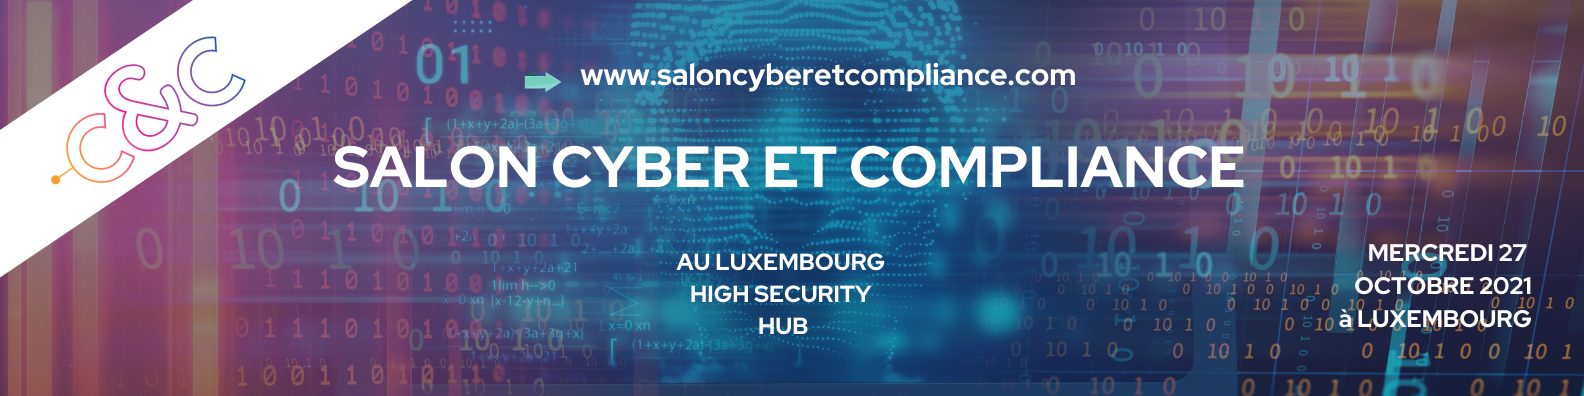 C&C
www.saloncyberetcompliance.com
SALON CYBER ET COMPLIANCE
AU LUXEMBOURG
HIGH SECURITY
HUB
MERCREDI 27
OCTOBRE 2021
à LUXEMBOURG